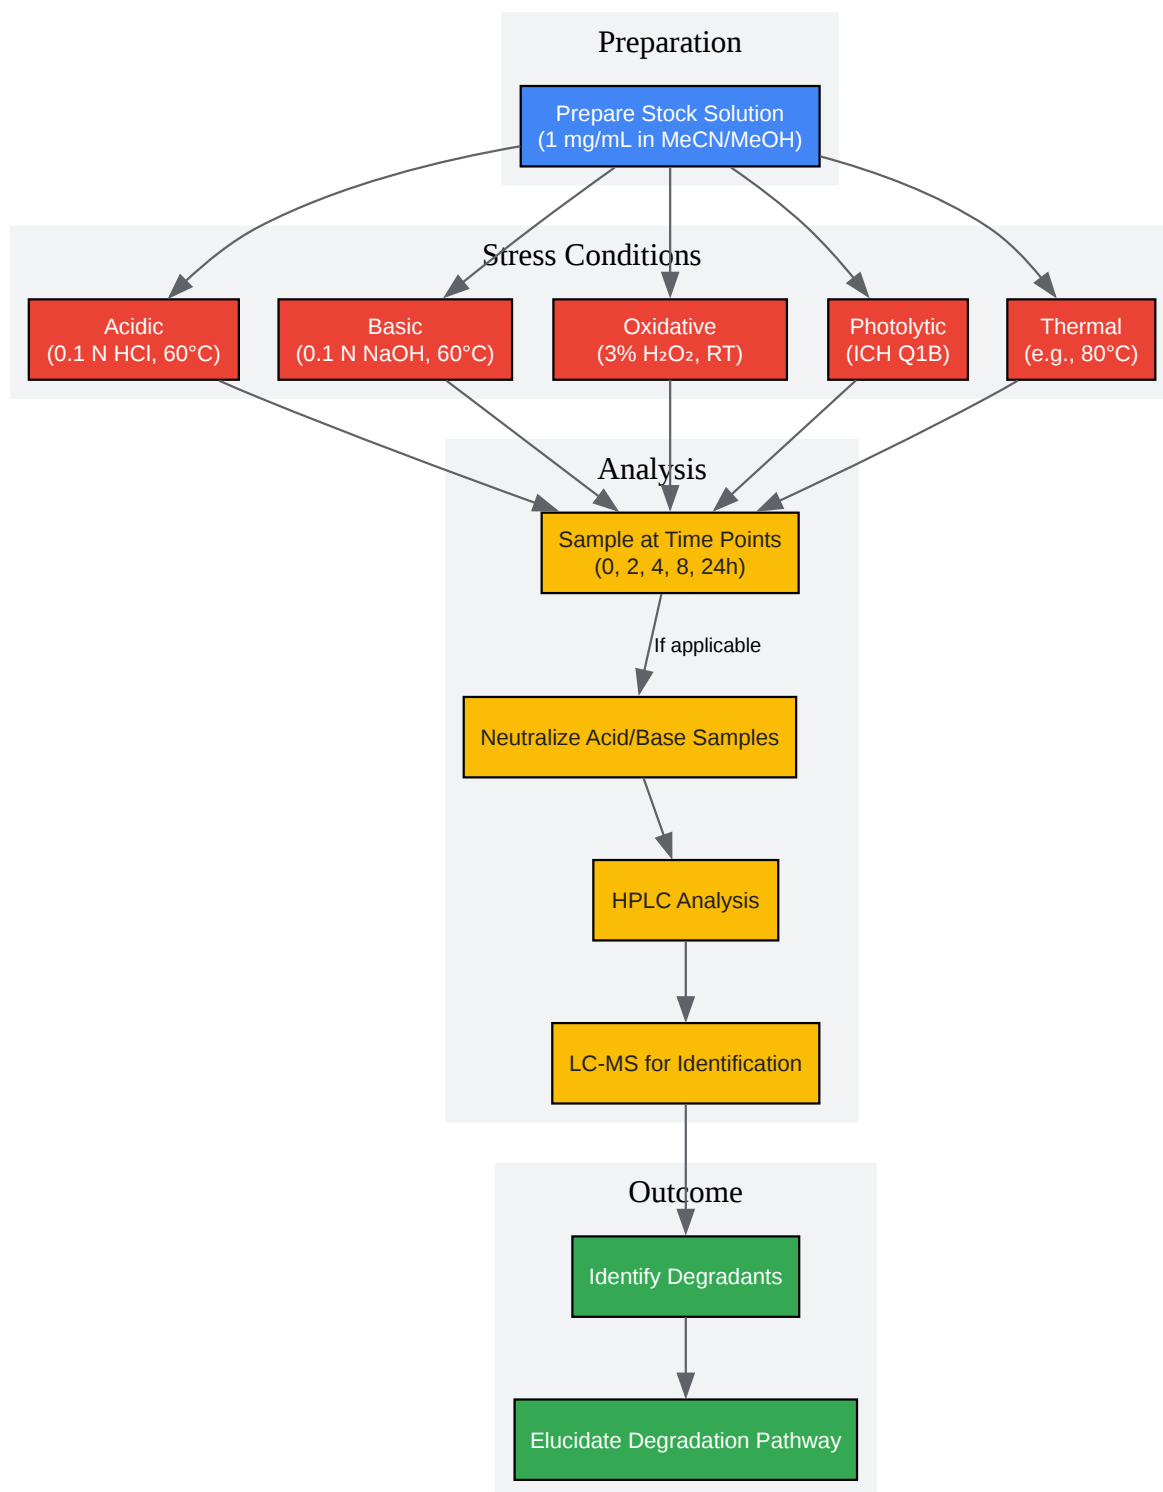 Preparation
Prepare Stock Solution
(1 mg/mL in MeCN/MeOH)
Stress Conditions
Acidic
(0.1 N HCl, 60°C)
Basic
(0.1 N NaOH, 60°C)
Oxidative
(3% H₂O₂, RT)
Photolytic
(ICH Q1B)
Thermal
(e.g., 80°C)
Analysis
Sample at Time Points
(0, 2, 4, 8, 24h)
If applicable
Neutralize Acid/Base Samples
HPLC Analysis
LC-MS for Identification
Outcome
Identify Degradants
Elucidate Degradation Pathway